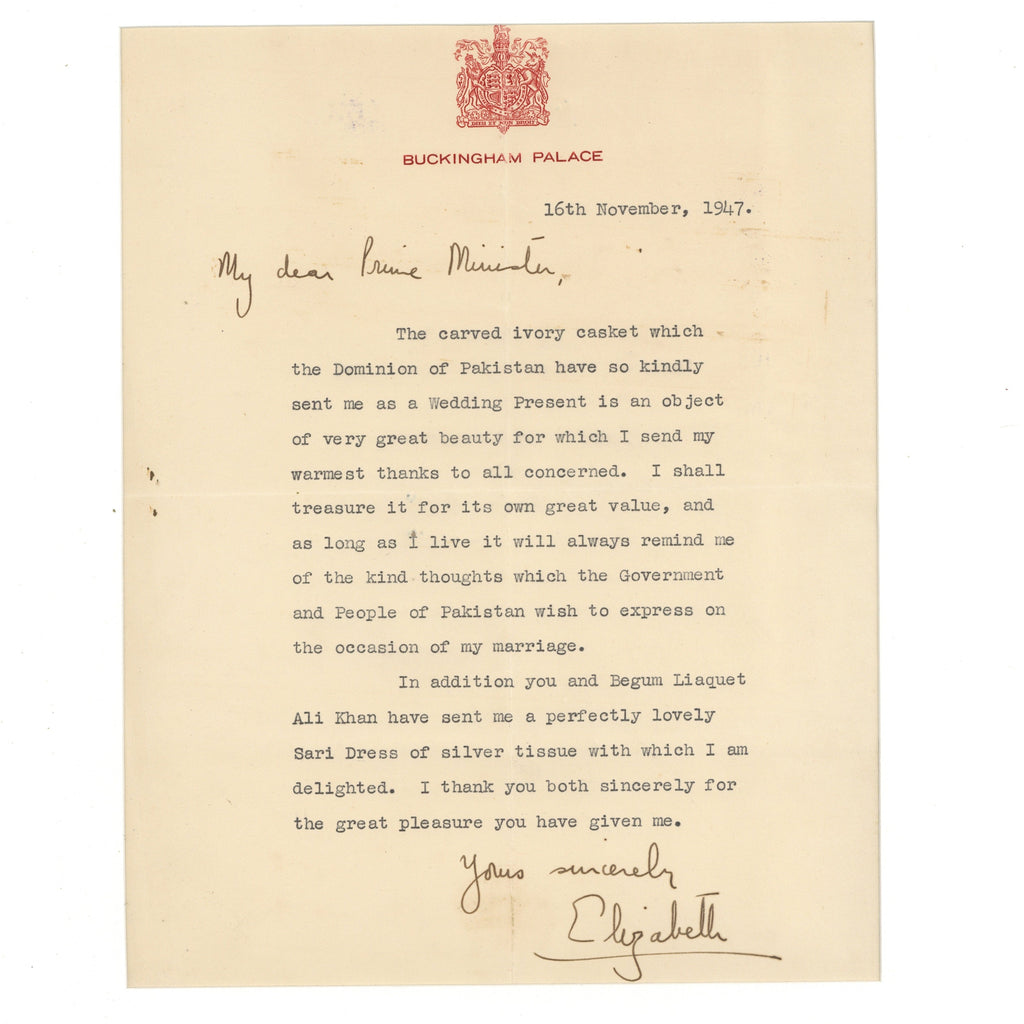 DIEU ET MON DROIT
BUCKINGHAM PALACE
16th November, 1947.
My dear Prime Minister,
The carved ivory casket which
the Dominion of Pakistan have so kindly
sent me as a Wedding Present is an object
of very great beauty for which I send my
warmest thanks to all concerned. I shall
treasure it for its own great value, and
as long as I live it will always remind me
of the kind thoughts which the Government
and People of Pakistan wish to express on
the occasion of my marriage.
In addition you and Begum Liaquet
Ali Khan have sent me a perfectly lovely
Sari Dress of silver tissue with which I am
delighted. I thank you both sincerely for
the great pleasure you have given me.
Yours sincerely
Elizabeth